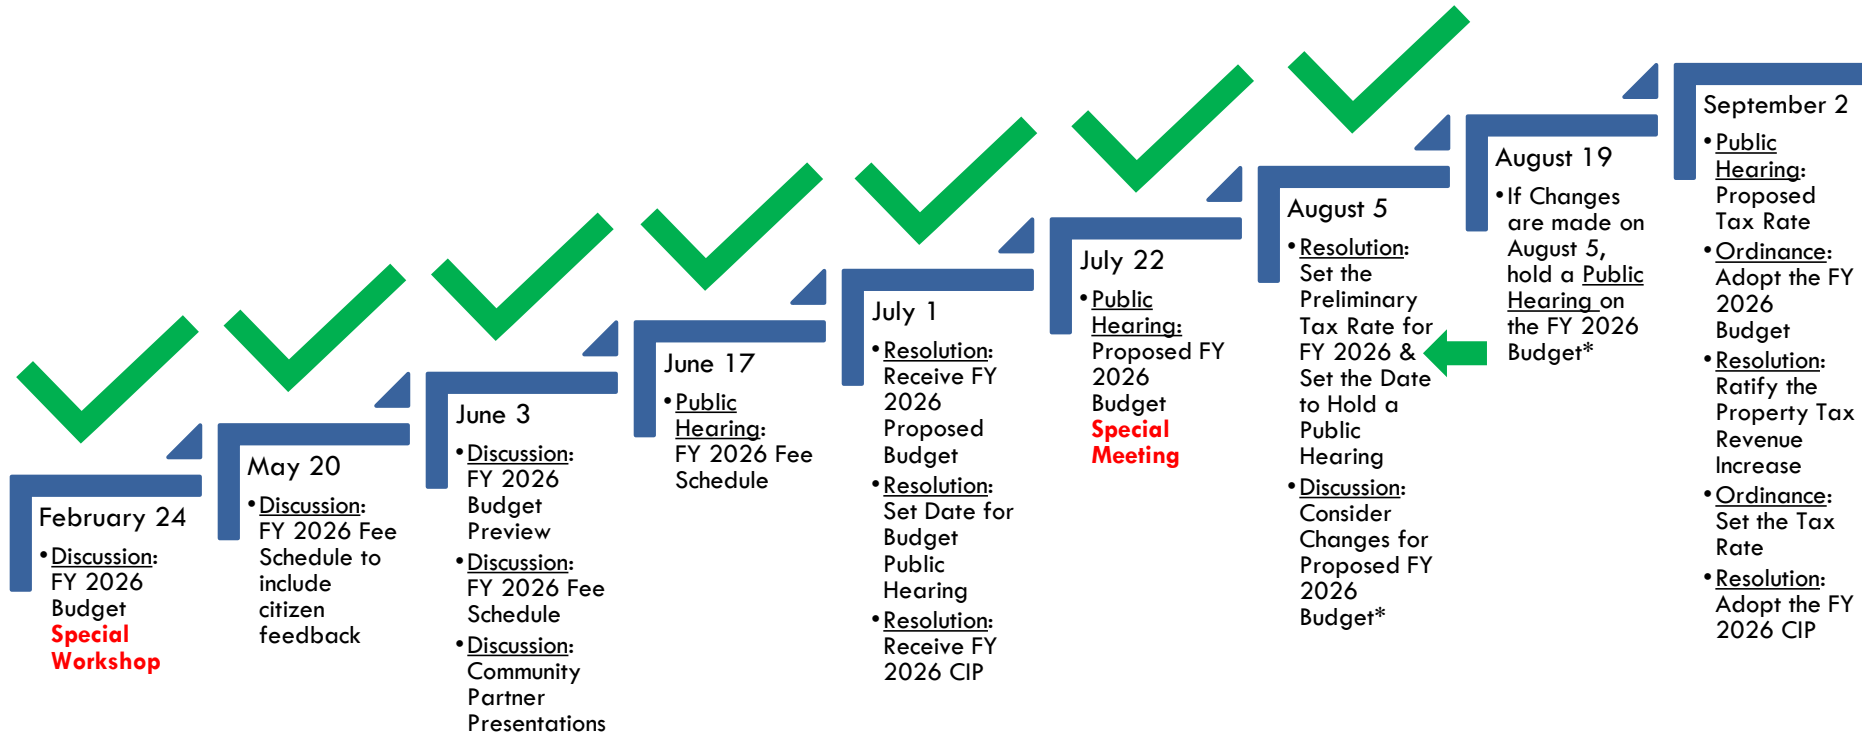 February 24
•Discussion:
FY 2026
Budget
Special
Workshop
May 20
•Discussion:
FY 2026 Fee
Schedule to
include
citizen
feedback
June 3
•Discussion:
FY 2026
Budget
Preview
•Discussion:
FY 2026 Fee
Schedule
•Discussion:
Community
Partner
Presentations
June 17
•Public
Hearing:
FY 2026 Fee
Schedule
July 1
•Resolution:
Receive FY
2026
Proposed
Budget
•Resolution:
Set Date for
Budget
Public
Hearing
•Resolution:
Receive FY
2026 CIP
July 22
•Public
Hearing:
Proposed FY
2026
Budget
Special
Meeting
August 5
•Resolution:
Set the
Preliminary
Tax Rate for
FY 2026 &
Set the Date
to Hold a
Public
Hearing
•Discussion:
Consider
Changes for
Proposed FY
2026
Budget*
August 19
•If Changes
are made on
August 5,
hold a Public
Hearing on
the FY 2026
Budget*
September 2
•Public
Hearing:
Proposed
Tax Rate
•Ordinance:
Adopt the FY
2026
Budget
•Resolution:
Ratify the
Property Tax
Revenue
Increase
•Ordinance:
Set the Tax
Rate
•Resolution:
Adopt the FY
2026 CIP